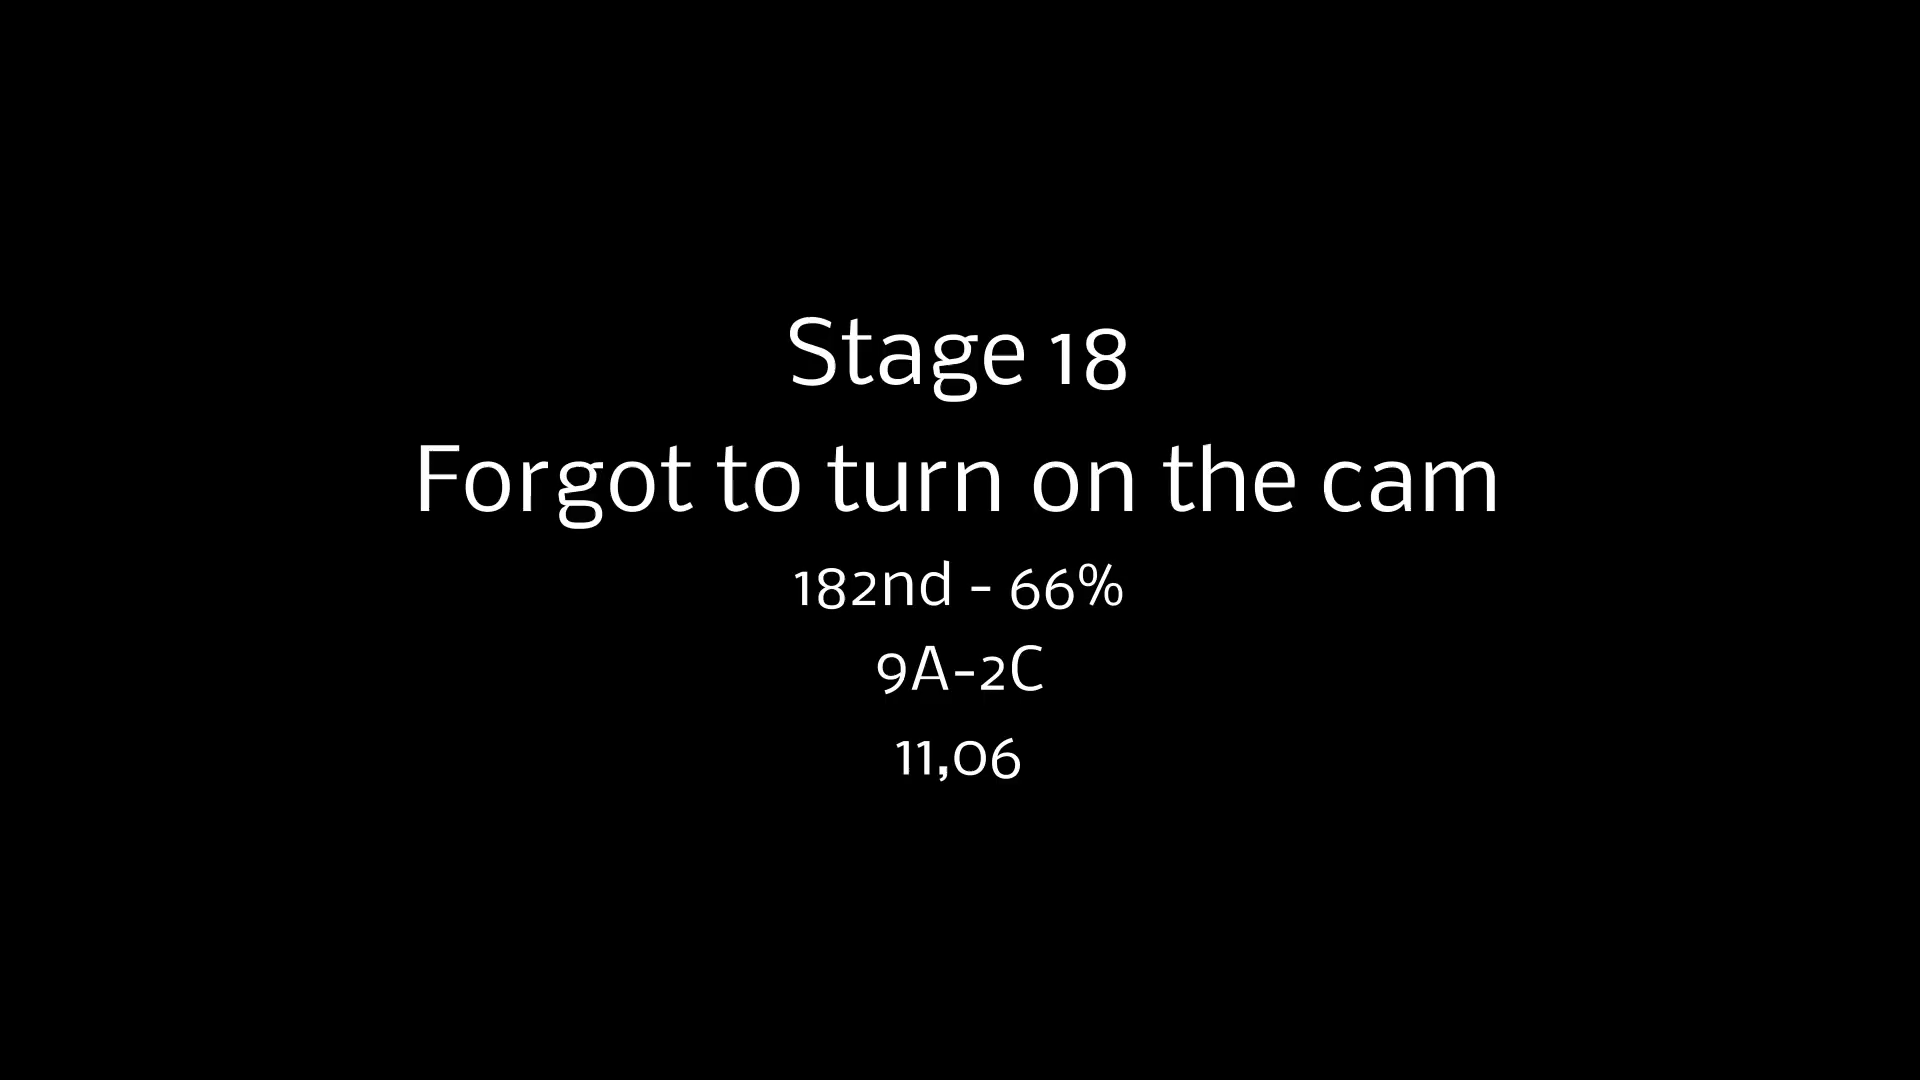 Stage 18
Forgot to turn on the cam
182nd - 66%
9A-2C
11,06